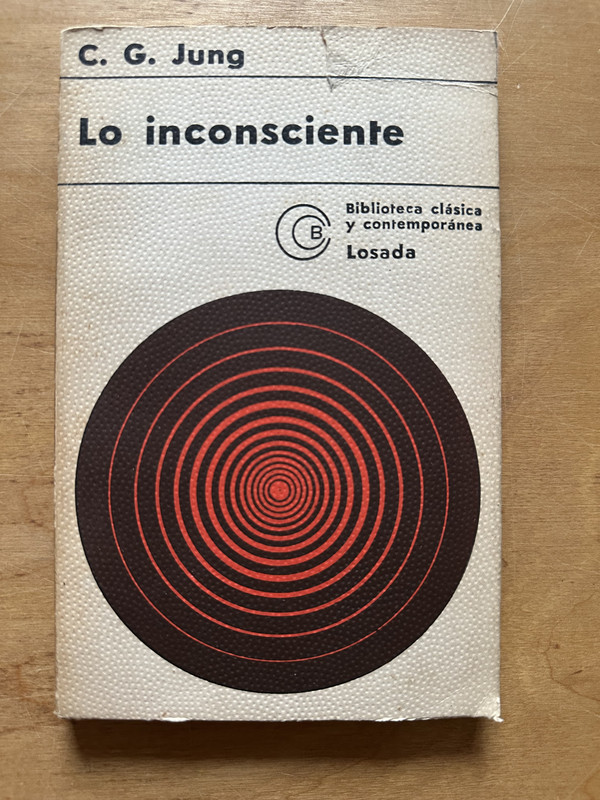 C. G. Jung
Lo inconsciente
B
Biblioteca clásica
y contemporánea
Losada